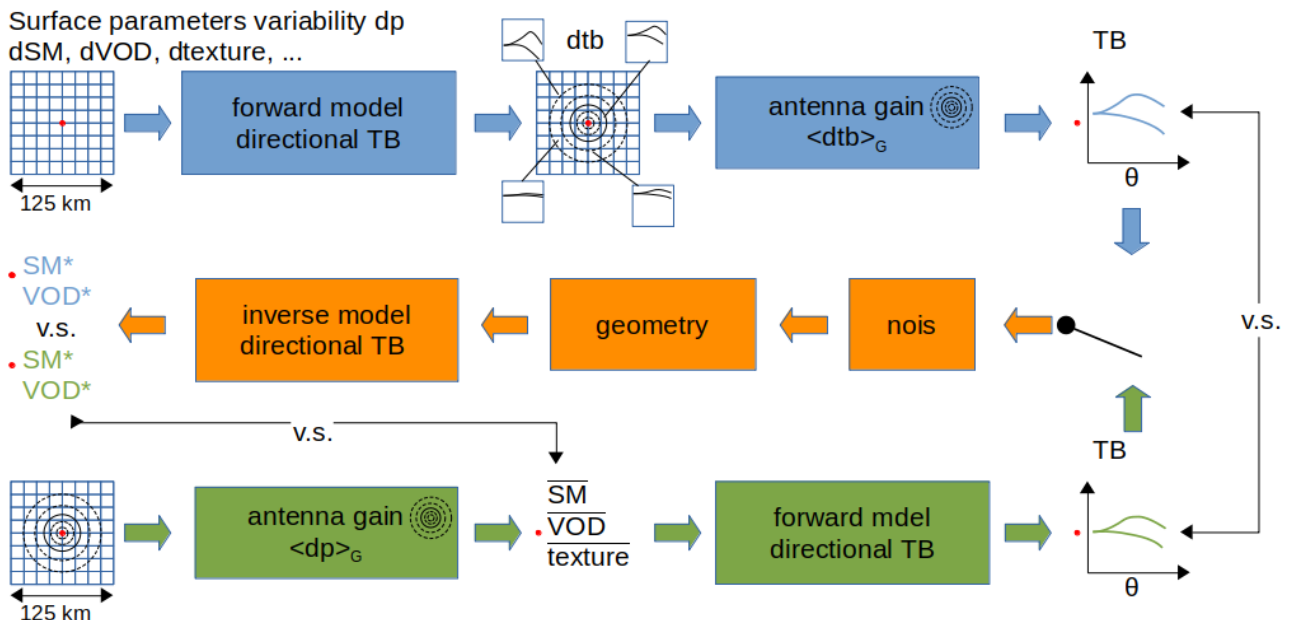 Surface parameters variability dp
dSM, dVOD, dtexture, ...
dtb
TB
forward model
directional TB
antenna gain
<dtb>G
125 km
θ
SM*
VOD*
v.s.
SM*
VOD*
inverse model
directional TB
geometry
nois
v.s.
v.s.
TB
antenna gain
<dp>G
SM
VOD
texture
forward mdel
directional TB
125 km
θ